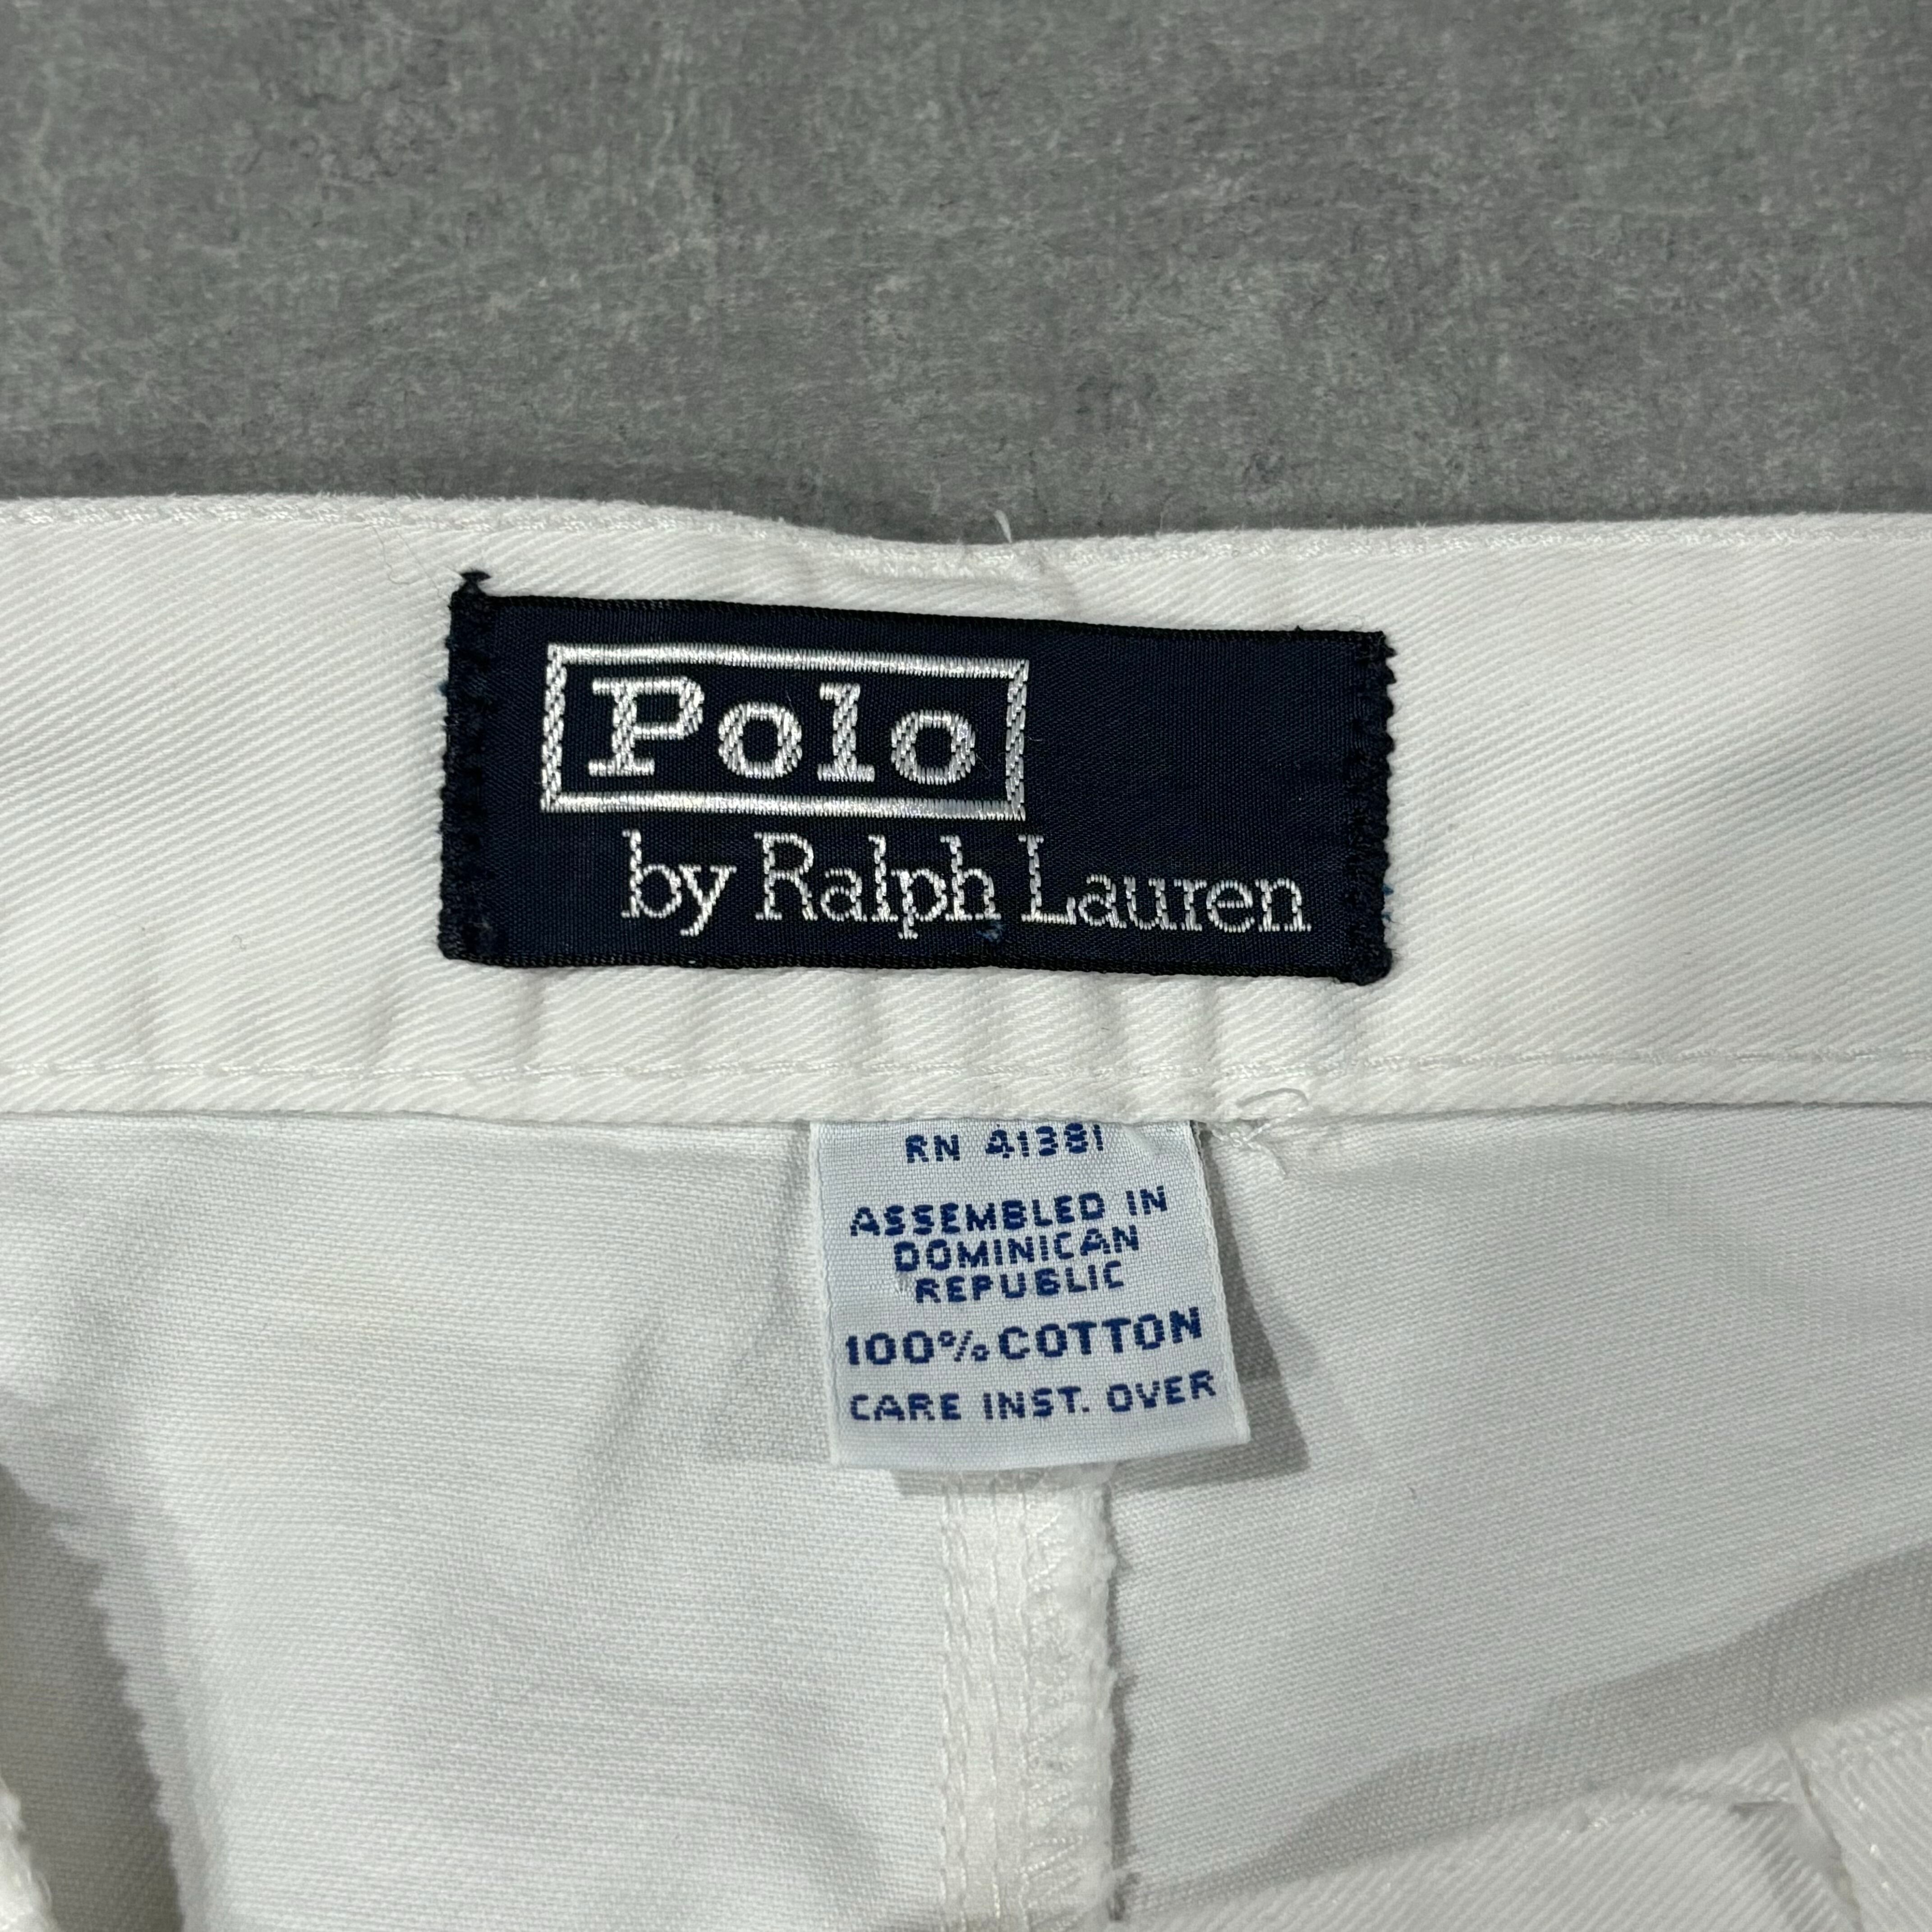 Polo
by Ralph Lauren
RN 41381
ASSEMBLED IN
DOMINICAN
REPUBLIC
100% COTTON
CARE INST. OVER